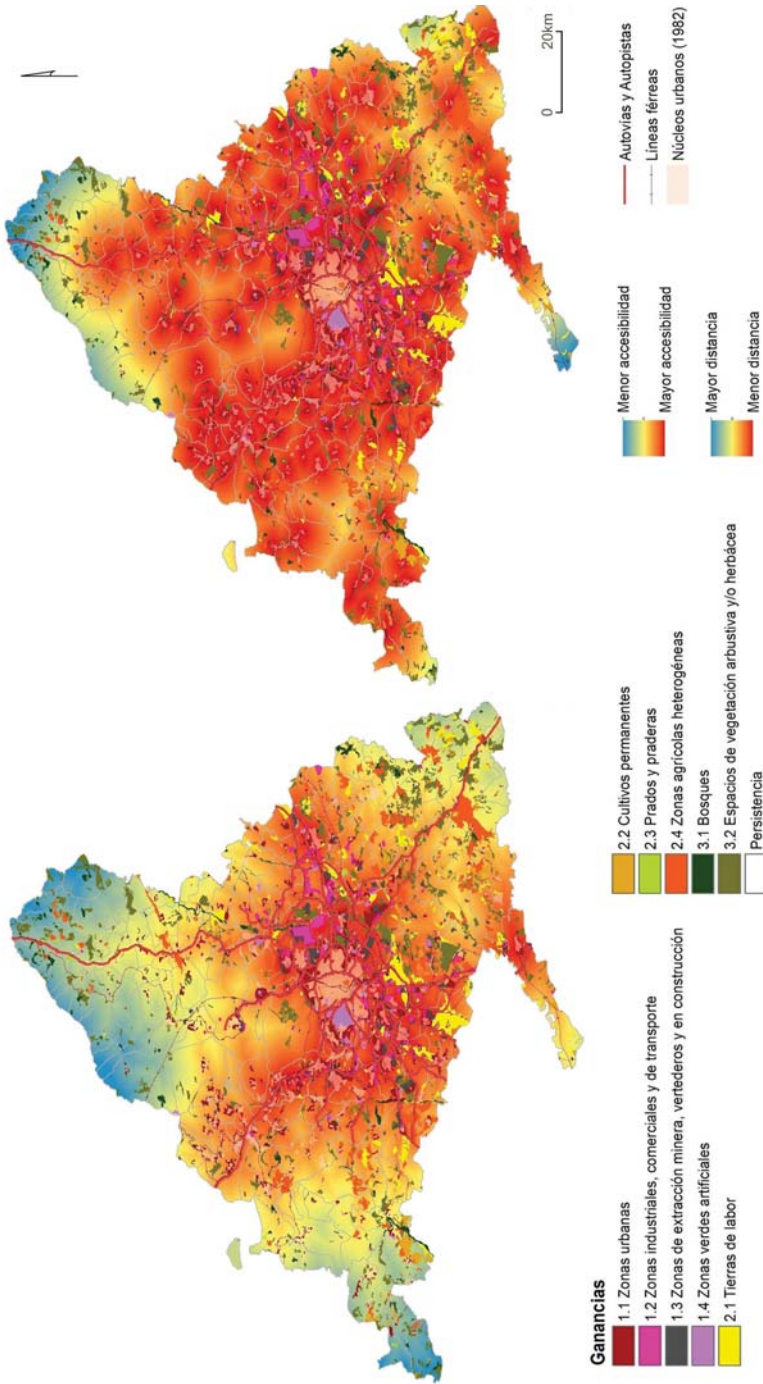 0
20km
Ganancias
1.1 Zonas urbanas
1.2 Zonas industriales, comerciales y de transporte
1.3 Zonas de extracción minera, vertederos y en construcción
1.4 Zonas verdes artificiales
2.1 Tierras de labor
2.2 Cultivos permanentes
2.3 Prados y praderas
2.4 Zonas agrícolas heterogéneas
3.1 Bosques
3.2 Espacios de vegetación arbustiva y/o herbácea
Persistencia
Menor accesibilidad
Mayor accesibilidad
Mayor distancia
Menor distancia
Autovías y Autopistas
Líneas férreas
Núcleos urbanos (1982)